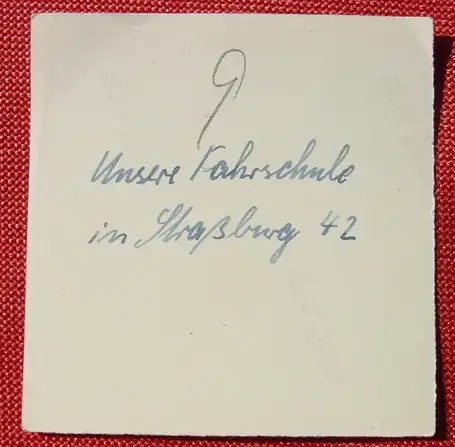 9
Unsere Fahrschule
in Straßburg 42